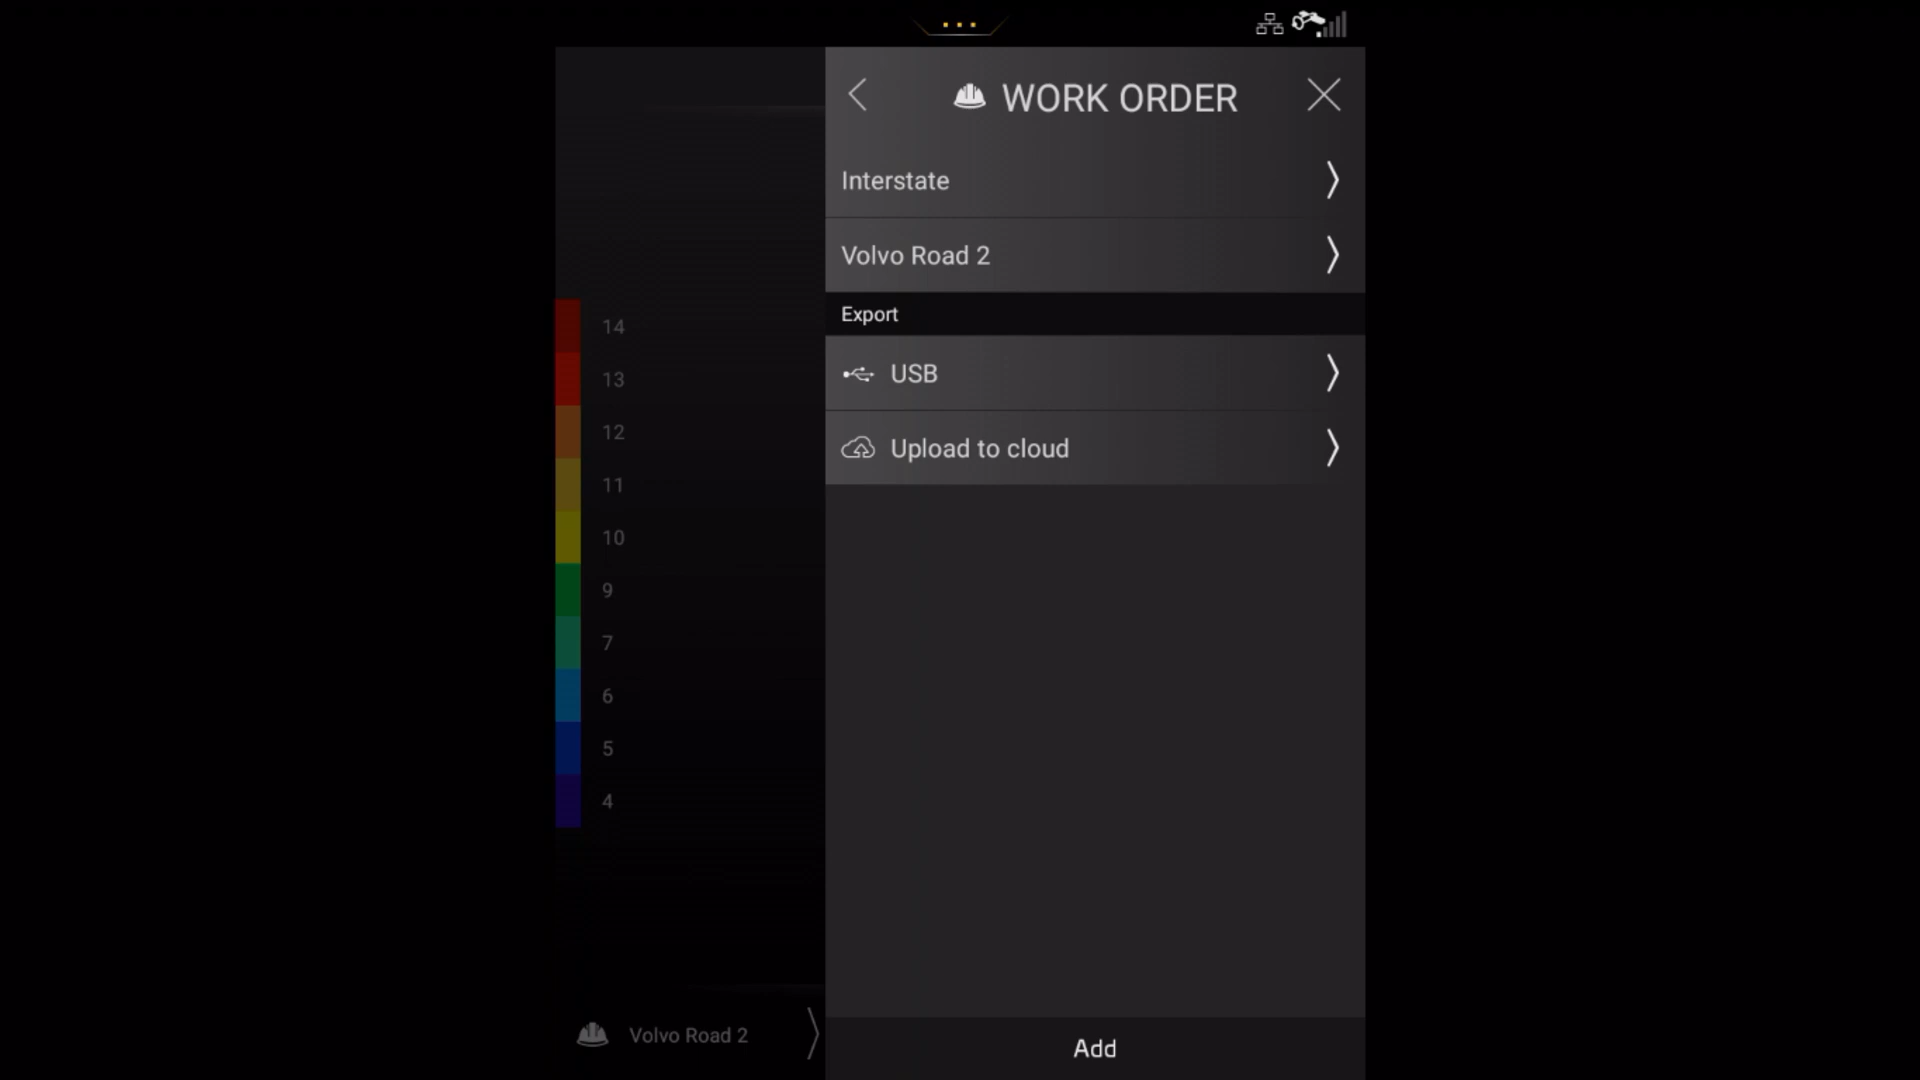 WORK ORDER
Interstate
Volvo Road 2
Export
USB
Upload to cloud
Add
14
13
12
11
10
9
7
6
5
4
Volvo Road 2